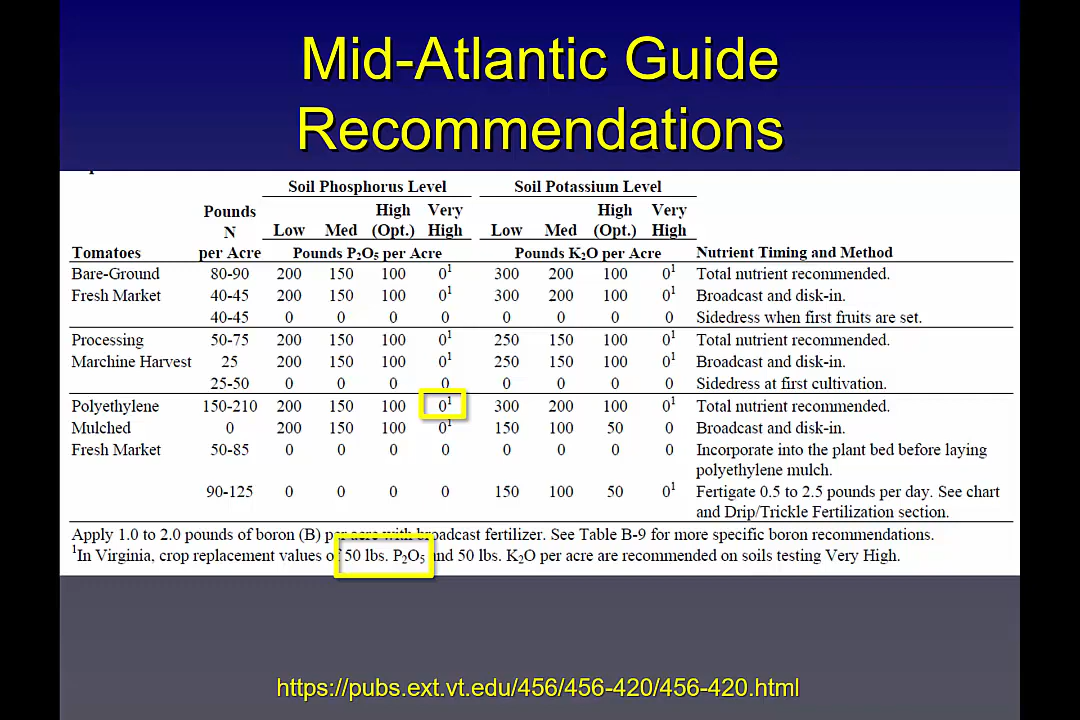 Mid-Atlantic Guide
Recommendations
Soil Phosphorus Level Soil Potassium Level
Pounds High Very High Very
N Low Med (Opt.) High Low Med (Opt.) High
Tomatoes per Acre Pounds P₂O₅ per Acre Pounds K₂O per Acre Nutrient Timing and Method
Bare-Ground 80-90 200 150 100 0¹ 300 200 100 0¹ Total nutrient recommended.
Fresh Market 40-45 200 150 100 0¹ 300 200 100 0¹ Broadcast and disk-in.
40-45 0 0 0 0 0 0 0 0 Sidedress when first fruits are set.
Processing 50-75 200 150 100 0¹ 250 150 100 0¹ Total nutrient recommended.
Marchine Harvest 25 200 150 100 0¹ 250 150 100 0¹ Broadcast and disk-in.
25-50 0 0 0 0 0 0 0 0 Sidedress at first cultivation.
Polyethylene 150-210 200 150 100 0¹ 300 200 100 0¹ Total nutrient recommended.
Mulched 0 200 150 100 0¹ 150 100 50 0 Broadcast and disk-in.
Fresh Market 50-85 0 0 0 0 0 0 0 0 Incorporate into the plant bed before laying
polyethylene mulch.
90-125 0 0 0 0 150 100 50 0¹ Fertigate 0.5 to 2.5 pounds per day. See chart
and Drip/Trickle Fertilization section.
Apply 1.0 to 2.0 pounds of boron (B) per acre with broadcast fertilizer. See Table B-9 for more specific boron recommendations.
¹In Virginia, crop replacement values of 50 lbs. P₂O₅ and 50 lbs. K₂O per acre are recommended on soils testing Very High.
https://pubs.ext.vt.edu/456/456-420/456-420.html